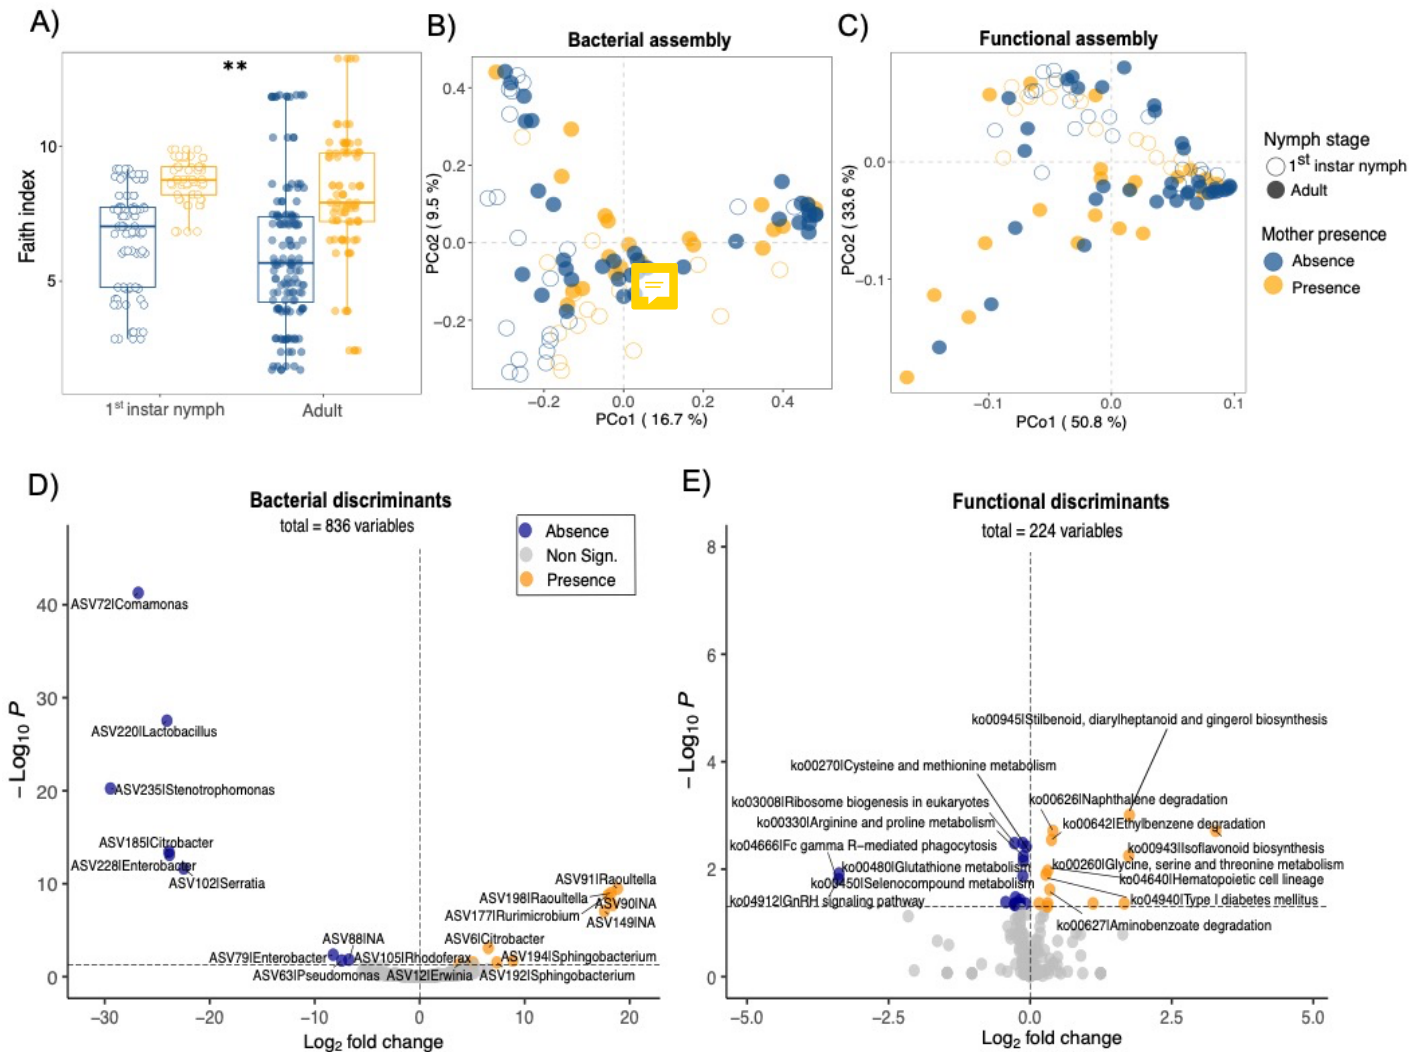 A)
**
Faith index
10
5
1st instar nymph
Adult
B)
Bacterial assembly
PCo2 ( 9.5 %)
0.4
0.2
0.0
−0.2
−0.2
0.0
0.2
0.4
PCo1 ( 16.7 %)
C)
Functional assembly
PCo2 ( 33.6 %)
0.0
−0.1
−0.1
0.0
0.1
PCo1 ( 50.8 %)
Nymph stage
1st instar nymph
Adult
Mother presence
Absence
Presence
D)
Bacterial discriminants
total = 836 variables
Absence
Non Sign.
Presence
− Log10 P
40
30
20
10
0
ASV72|Comamonas
ASV220|Lactobacillus
ASV235|Stenotrophomonas
ASV185|Citrobacter
ASV228|Enterobacter
ASV102|Serratia
ASV91|Raoultella
ASV198|Raoultella
ASV90|NA
ASV177|Rurimicrobium
ASV149|NA
ASV88|NA
ASV6|Citrobacter
ASV79|Enterobacter
ASV105|Rhodoferax
ASV194|Sphingobacterium
ASV63|Pseudomonas
ASV12|Erwinia
ASV192|Sphingobacterium
−30
−20
−10
0
10
20
Log2 fold change
E)
Functional discriminants
total = 224 variables
− Log10 P
8
6
4
2
0
ko00945|Stilbenoid, diarylheptanoid and gingerol biosynthesis
ko00270|Cysteine and methionine metabolism
ko03008|Ribosome biogenesis in eukaryotes
ko00626|Naphthalene degradation
ko00330|Arginine and proline metabolism
ko00642|Ethylbenzene degradation
ko04666|Fc gamma R−mediated phagocytosis
ko00943|Isoflavonoid biosynthesis
ko00480|Glutathione metabolism
ko00260|Glycine, serine and threonine metabolism
ko00450|Selenocompound metabolism
ko04640|Hematopoietic cell lineage
ko04912|GnRH signaling pathway
ko04940|Type I diabetes mellitus
ko00627|Aminobenzoate degradation
−5.0
−2.5
0.0
2.5
5.0
Log2 fold change